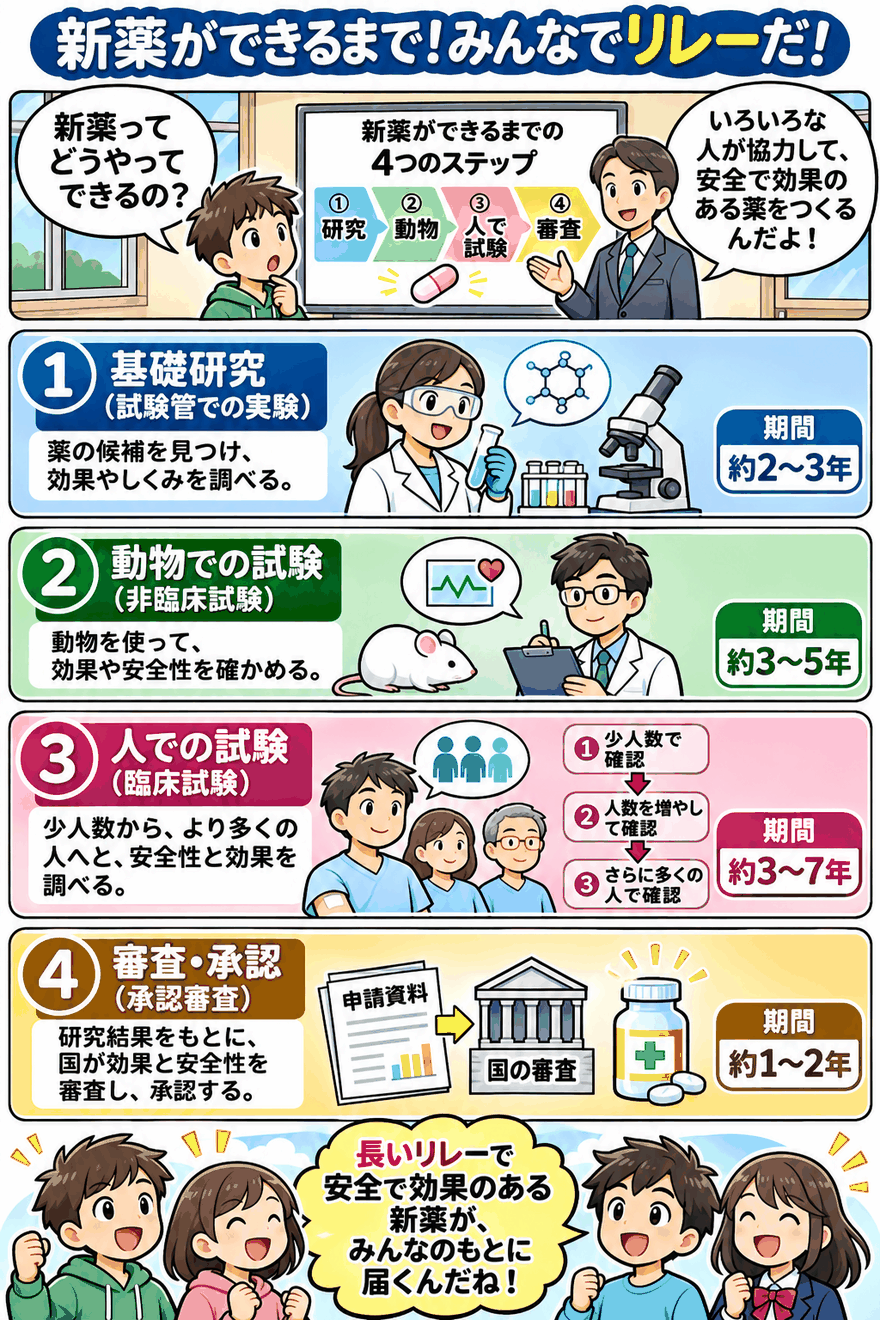 新薬ができるまで！みんなでリレーだ！
新薬って
どうやって
できるの？
新薬ができるまでの
4つのステップ
① 研究
② 動物
③ 人で
試験
④ 審査
いろいろな
人が協力して、
安全で効果の
ある薬をつくる
んだよ！
1 基礎研究
（試験管での実験）
薬の候補を見つけ、
効果やしくみを調べる。
期間
約2〜3年
2 動物での試験
（非臨床試験）
動物を使って、
効果や安全性を確かめる。
期間
約3〜5年
3 人での試験
（臨床試験）
少人数から、より多くの
人へと、安全性と効果を
調べる。
1 少人数で
確認
2 人数を増やし
て確認
3 さらに多くの
人で確認
期間
約3〜7年
4 審査・承認
（承認審査）
研究結果をもとに、
国が効果と安全性を
審査し、承認する。
申請資料
国の審査
期間
約1〜2年
長いリレーで
安全で効果のある
新薬が、
みんなのもとに
届くんだね！